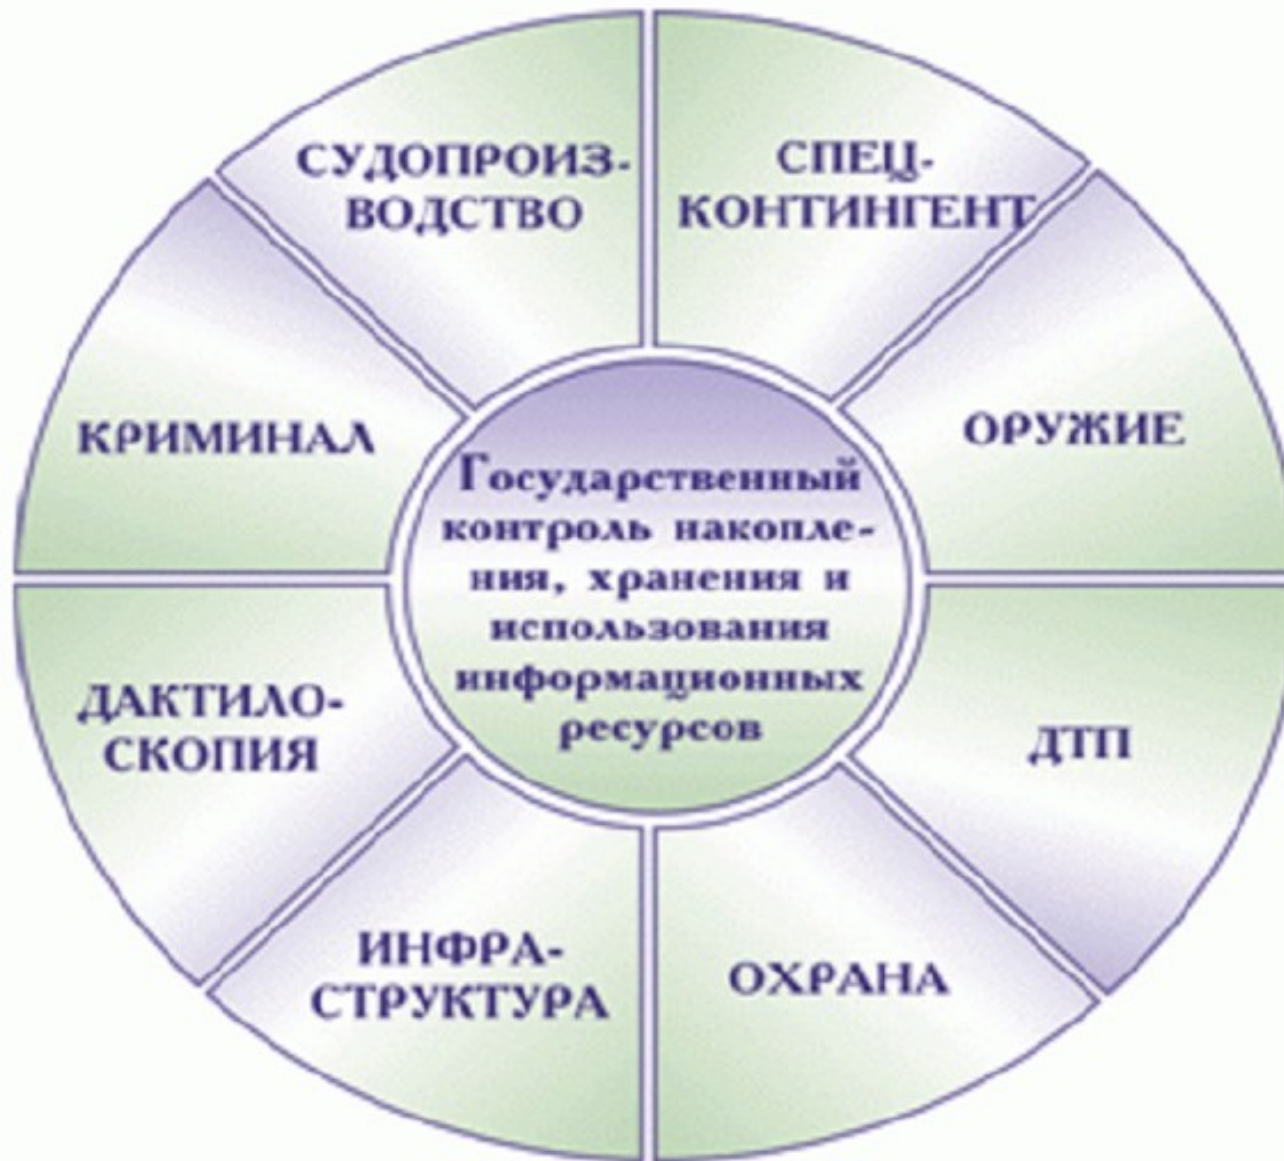 СУДОПРОИЗ-
ВОДСТВО
СПЕЦ-
КОНТИНГЕНТ
КРИМИНАЛ
ОРУЖИЕ
Государственный
контроль накопле-
ния, хранения и
использования
информационных
ресурсов
ДАКТИЛО-
СКОПИЯ
ДТП
ИНФРА-
СТРУКТУРА
ОХРАНА